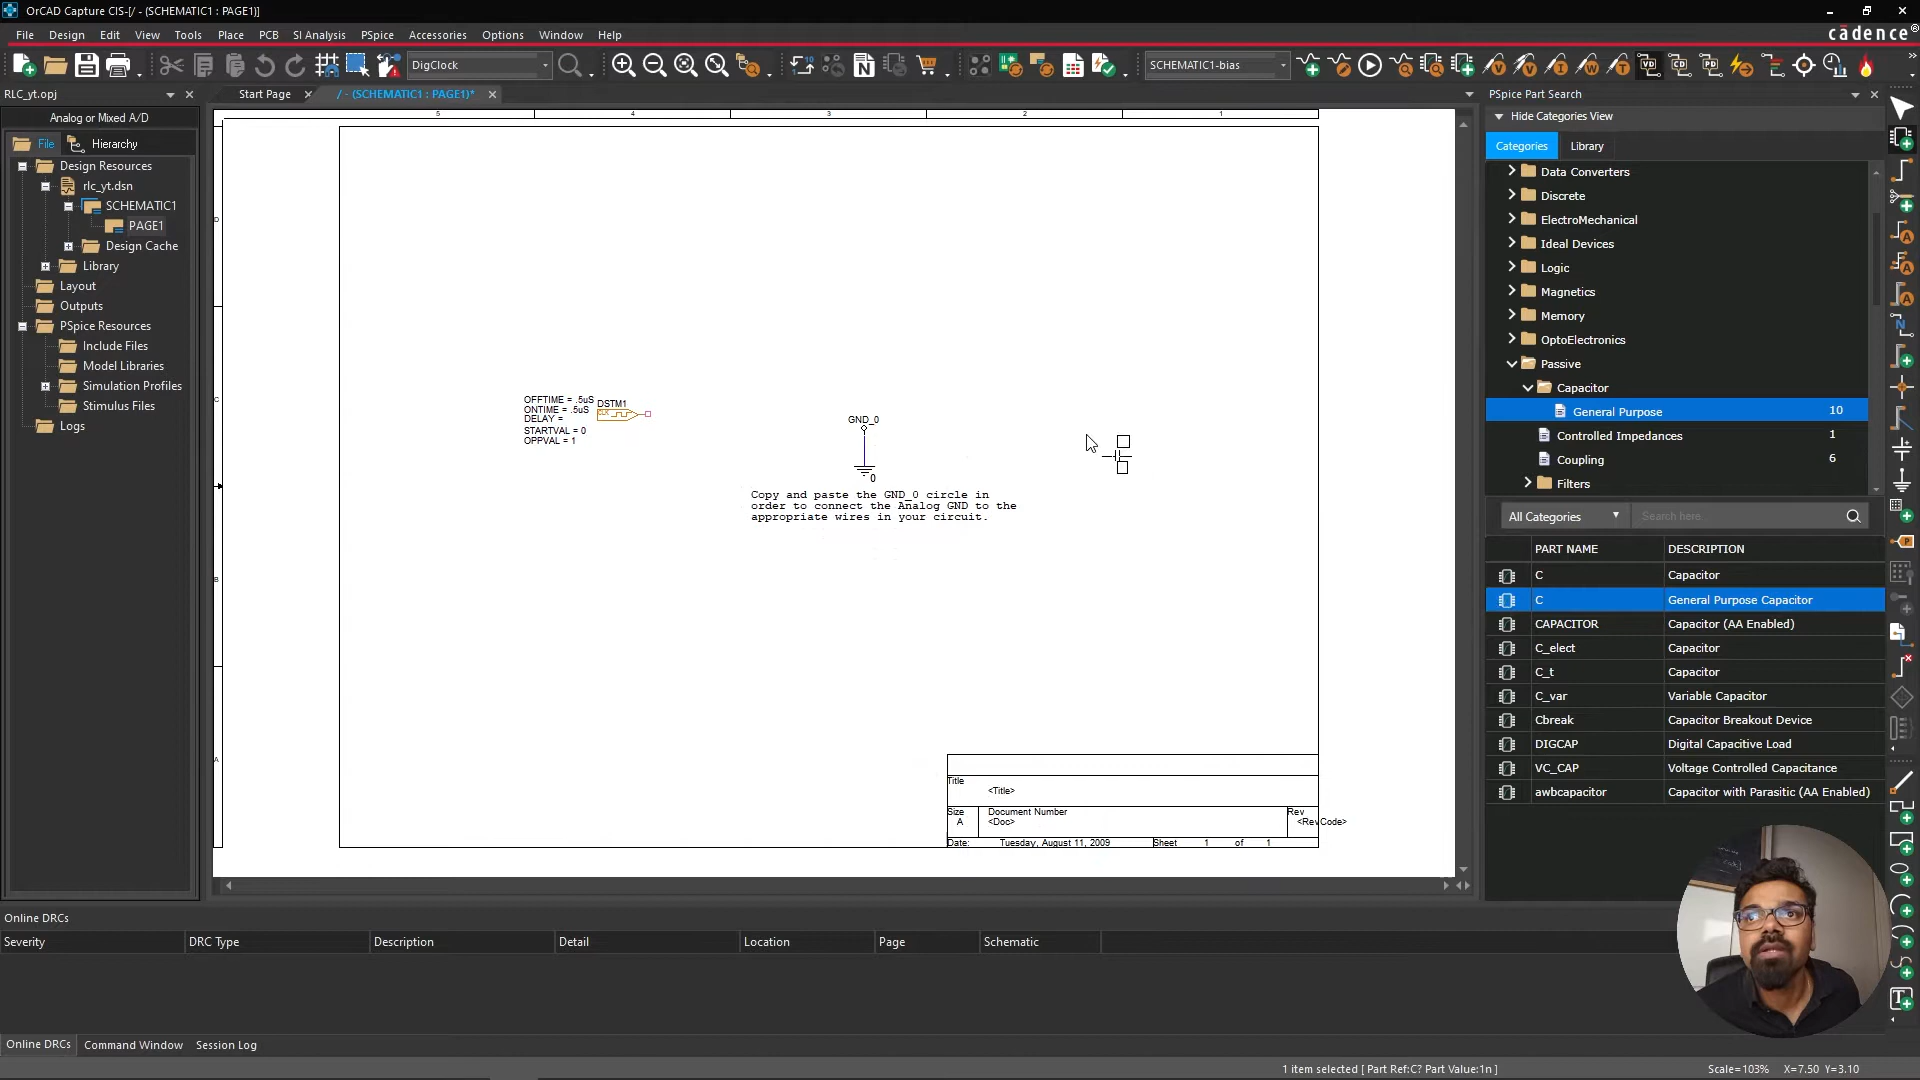 OrCAD Capture CIS-[/ - (SCHEMATIC1 : PAGE1)]
File Design Edit View Tools Place PCB SI Analysis PSpice Accessories Options Window Help
cadence®
DigClock
SCHEMATIC1-bias
RLC_yt.opj
Start Page
/ - (SCHEMATIC1 : PAGE1)*
PSpice Part Search
Analog or Mixed A/D
File Hierarchy
Design Resources
rlc_yt.dsn
SCHEMATIC1
PAGE1
Design Cache
Library
Layout
Outputs
PSpice Resources
Include Files
Model Libraries
Simulation Profiles
Stimulus Files
Logs
5 4 3 2 1
D
C
B
A
OFFTIME = .5uS
ONTIME = .5uS
DELAY =
STARTVAL = 0
OPPVAL = 1
DSTM1
CLK
GND_0
0
Copy and paste the GND_0 circle in
order to connect the Analog GND to the
appropriate wires in your circuit.
Title
<Title>
Size
A
Document Number
<Doc>
Rev
<RevCode>
Date: Tuesday, August 11, 2009 Sheet 1 of 1
Hide Categories View
Categories Library
Data Converters
Discrete
ElectroMechanical
Ideal Devices
Logic
Magnetics
Memory
OptoElectronics
Passive
Capacitor
General Purpose 10
Controlled Impedances 1
Coupling 6
Filters
All Categories Search here
PART NAME DESCRIPTION
C Capacitor
C General Purpose Capacitor
CAPACITOR Capacitor (AA Enabled)
C_elect Capacitor
C_t Capacitor
C_var Variable Capacitor
Cbreak Capacitor Breakout Device
DIGCAP Digital Capacitive Load
VC_CAP Voltage Controlled Capacitance
awbcapacitor Capacitor with Parasitic (AA Enabled)
Online DRCs
Severity DRC Type Description Detail Location Page Schematic
Online DRCs Command Window Session Log
1 item selected [ Part Ref:C? Part Value:1n ]
Scale=103% X=7.50 Y=3.10